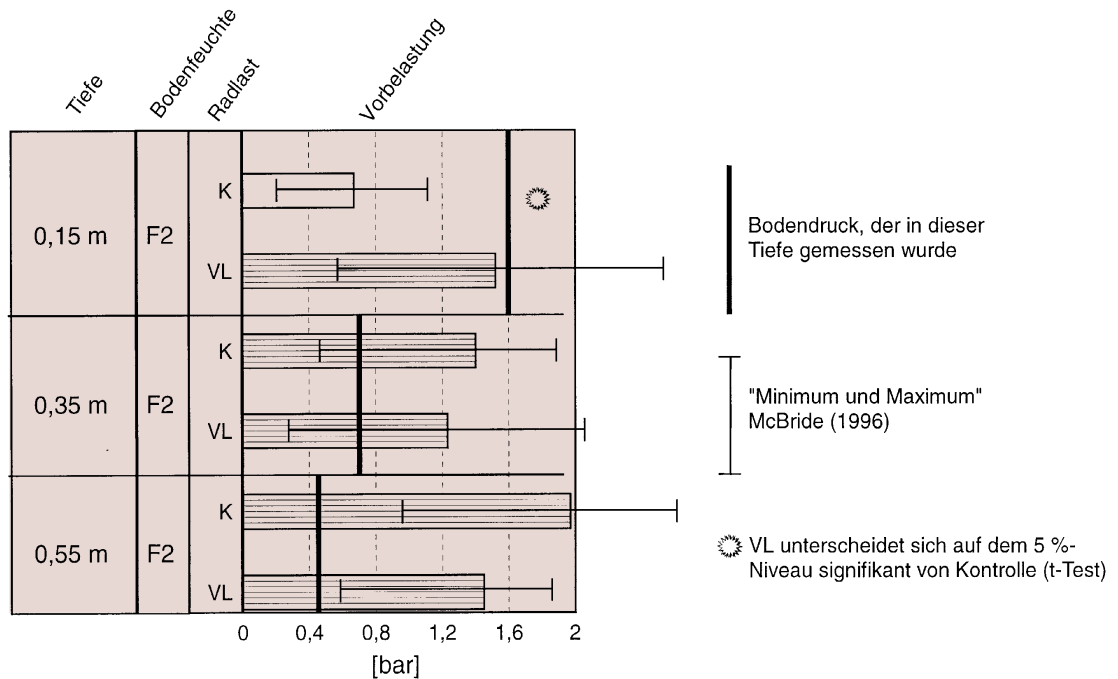 Tiefe
Bodenfeuchte
Radlast
Vorbelastung
0,15 m
F2
K
VL
0,35 m
F2
K
VL
0,55 m
F2
K
VL
0 0,4 0,8 1,2 1,6 2
[bar]
Bodendruck, der in dieser
Tiefe gemessen wurde
"Minimum und Maximum"
McBride (1996)
VL unterscheidet sich auf dem 5 %-
Niveau signifikant von Kontrolle (t-Test)